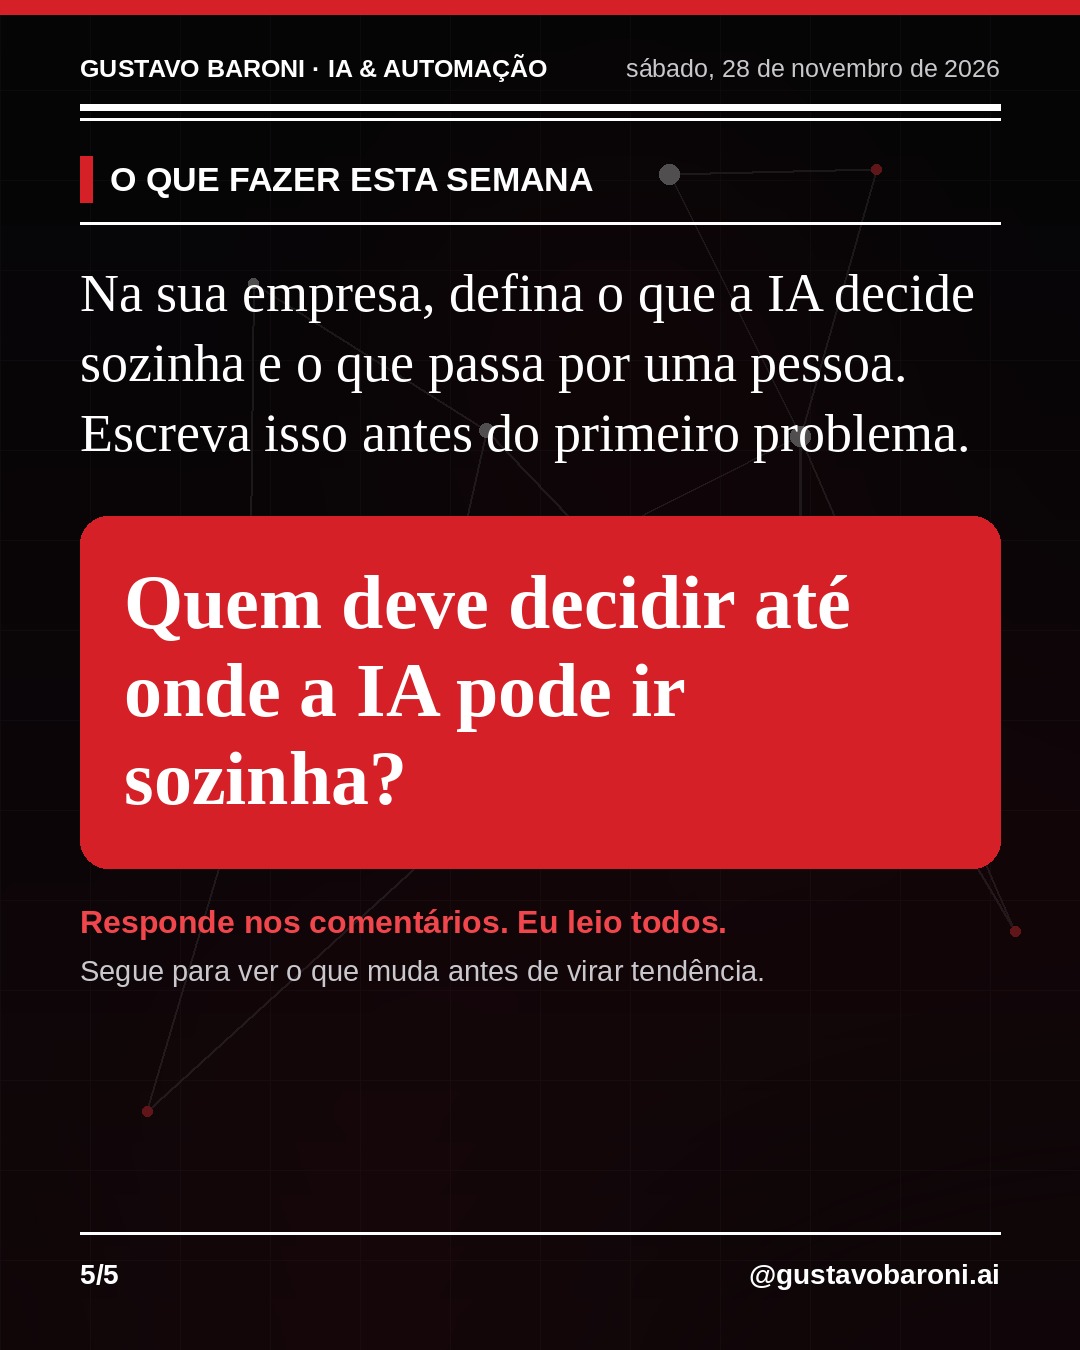 GUSTAVO BARONI · IA & AUTOMAÇÃO
sábado, 28 de novembro de 2026
O QUE FAZER ESTA SEMANA
Na sua empresa, defina o que a IA decide
sozinha e o que passa por uma pessoa.
Escreva isso antes do primeiro problema.
Quem deve decidir até
onde a IA pode ir
sozinha?
Responde nos comentários. Eu leio todos.
Segue para ver o que muda antes de virar tendência.
5/5
@gustavobaroni.ai